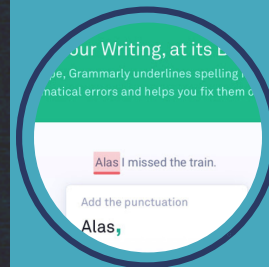 our Writing, at its
Grammarly underlines spelling
errors and helps you fix them
Alas I missed the train.
Add the punctuation
Alas,